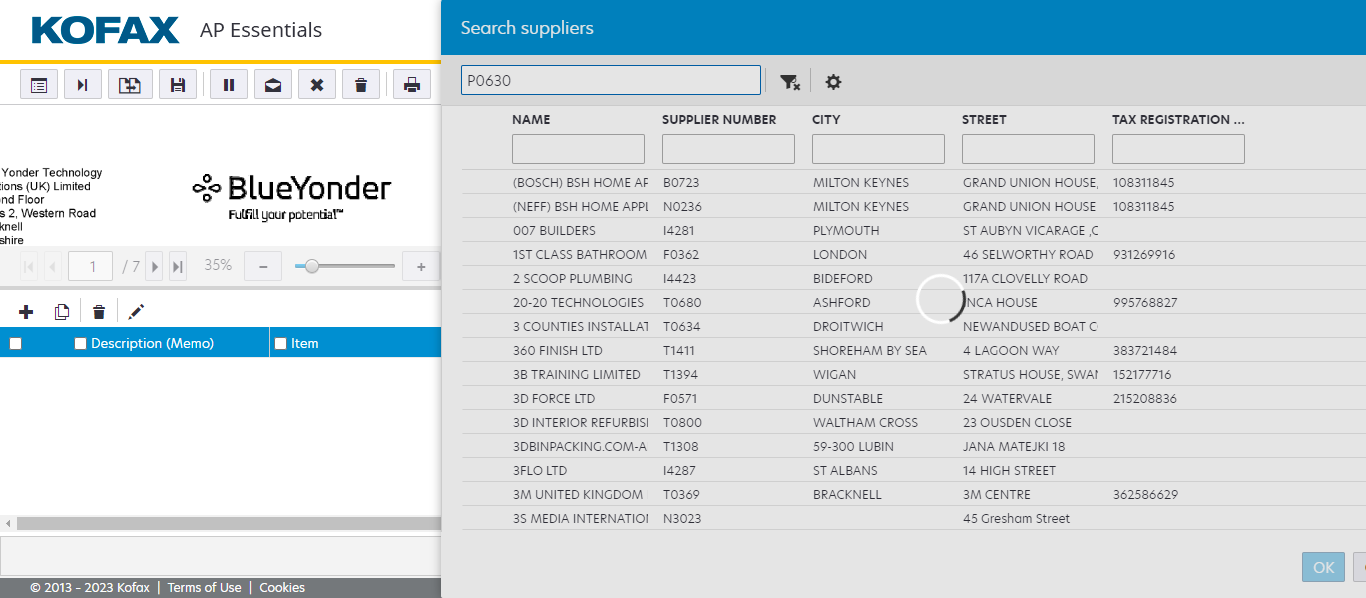 KOFAX AP Essentials
Search suppliers
P0630
Yonder Technology
tions (UK) Limited
nd Floor
s 2, Western Road
knell
shire
BlueYonder
Fulfill your potential™
1 / 7 35%
Description (Memo) Item
NAME SUPPLIER NUMBER CITY STREET TAX REGISTRATION ...
(BOSCH) BSH HOME AP B0723 MILTON KEYNES GRAND UNION HOUSE, 108311845
(NEFF) BSH HOME APPL N0236 MILTON KEYNES GRAND UNION HOUSE 108311845
007 BUILDERS I4281 PLYMOUTH ST AUBYN VICARAGE ,C
1ST CLASS BATHROOM F0362 LONDON 46 SELWORTHY ROAD 931269916
2 SCOOP PLUMBING I4423 BIDEFORD 117A CLOVELLY ROAD
20-20 TECHNOLOGIES T0680 ASHFORD INCA HOUSE 995768827
3 COUNTIES INSTALLAT T0634 DROITWICH NEWANDUSED BOAT C
360 FINISH LTD T1411 SHOREHAM BY SEA 4 LAGOON WAY 383721484
3B TRAINING LIMITED T1394 WIGAN STRATUS HOUSE, SWAN 152177716
3D FORCE LTD F0571 DUNSTABLE 24 WATERVALE 215208836
3D INTERIOR REFURBISI T0800 WALTHAM CROSS 23 OUSDEN CLOSE
3DBINPACKING.COM-A T1308 59-300 LUBIN JANA MATEJKI 18
3FLO LTD I4287 ST ALBANS 14 HIGH STREET
3M UNITED KINGDOM T0369 BRACKNELL 3M CENTRE 362586629
3S MEDIA INTERNATIO N3023 45 Gresham Street
OK
© 2013 - 2023 Kofax | Terms of Use | Cookies